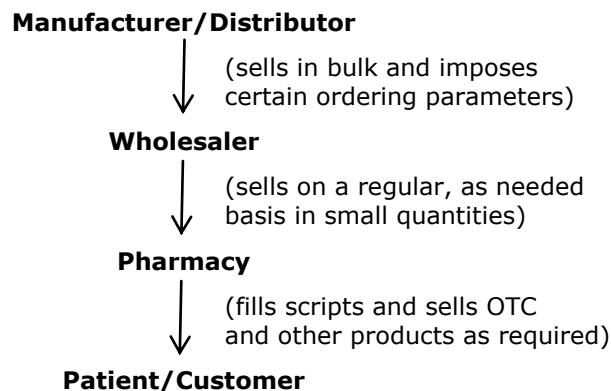 Manufacturer/Distributor
(sells in bulk and imposes
certain ordering parameters)
Wholesaler
(sells on a regular, as needed
basis in small quantities)
Pharmacy
(fills scripts and sells OTC
and other products as required)
Patient/Customer